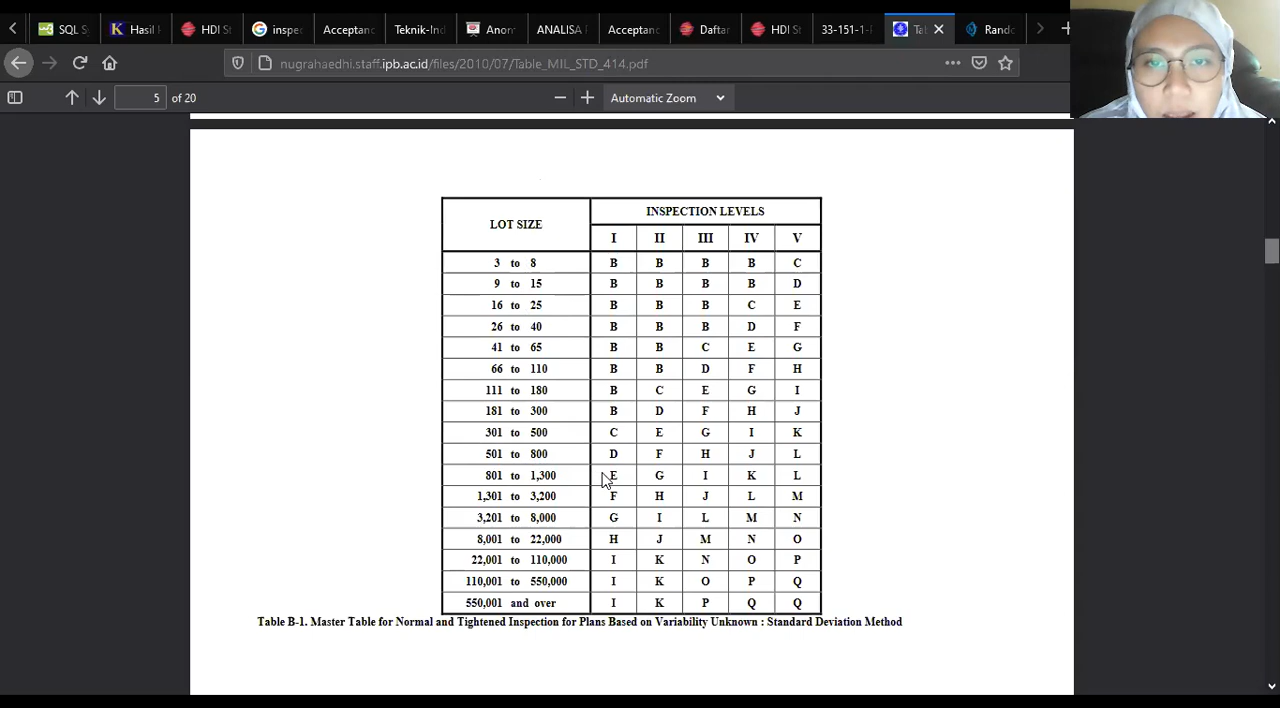 SQL S
Hasil
HDI St
inspec
Acceptanc
Teknik-Ind
Anon
ANALISA
Acceptanc
Daftar
HDI St
33-151-1-
Ta
Rando
nugrahaedhi.staff.ipb.ac.id/files/2010/07/Table_MIL_STD_414.pdf
5 of 20
Automatic Zoom
LOT SIZE INSPECTION LEVELS
I II III IV V
3 to 8 B B B B C
9 to 15 B B B B D
16 to 25 B B B C E
26 to 40 B B B D F
41 to 65 B B C E G
66 to 110 B B D F H
111 to 180 B C E G I
181 to 300 B D F H J
301 to 500 C E G I K
501 to 800 D F H J L
801 to 1,300 E G I K L
1,301 to 3,200 F H J L M
3,201 to 8,000 G I L M N
8,001 to 22,000 H J M N O
22,001 to 110,000 I K N O P
110,001 to 550,000 I K O P Q
550,001 and over I K P Q Q
Table B-1. Master Table for Normal and Tightened Inspection for Plans Based on Variability Unknown : Standard Deviation Method